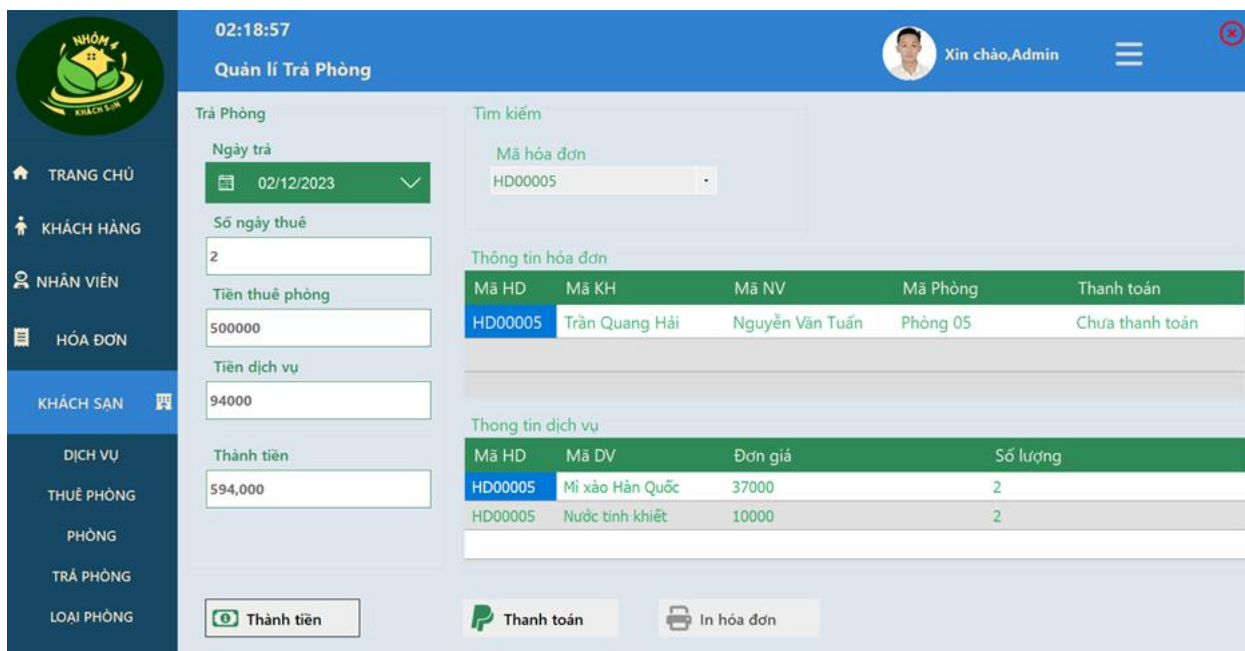 NHÓM 4
KHÁCH SẠN
02:18:57
Quản lí Trả Phòng
Xin chào,Admin
TRANG CHỦ
KHÁCH HÀNG
NHÂN VIÊN
HÓA ĐƠN
KHÁCH SẠN
DỊCH VỤ
THUÊ PHÒNG
PHÒNG
TRẢ PHÒNG
LOẠI PHÒNG
Trả Phòng
Ngày trả
02/12/2023
Số ngày thuê
2
Tiền thuê phòng
500000
Tiền dịch vụ
94000
Thành tiền
594,000
Tìm kiếm
Mã hóa đơn
HD00005
Thông tin hóa đơn
Mã HD Mã KH Mã NV Mã Phòng Thanh toán
HD00005 Trần Quang Hải Nguyễn Văn Tuấn Phòng 05 Chưa thanh toán
Thong tin dịch vụ
Mã HD Mã DV Đơn giá Số lượng
HD00005 Mì xào Hàn Quốc 37000 2
HD00005 Nước tinh khiết 10000 2
Thành tiền
Thanh toán
In hóa đơn